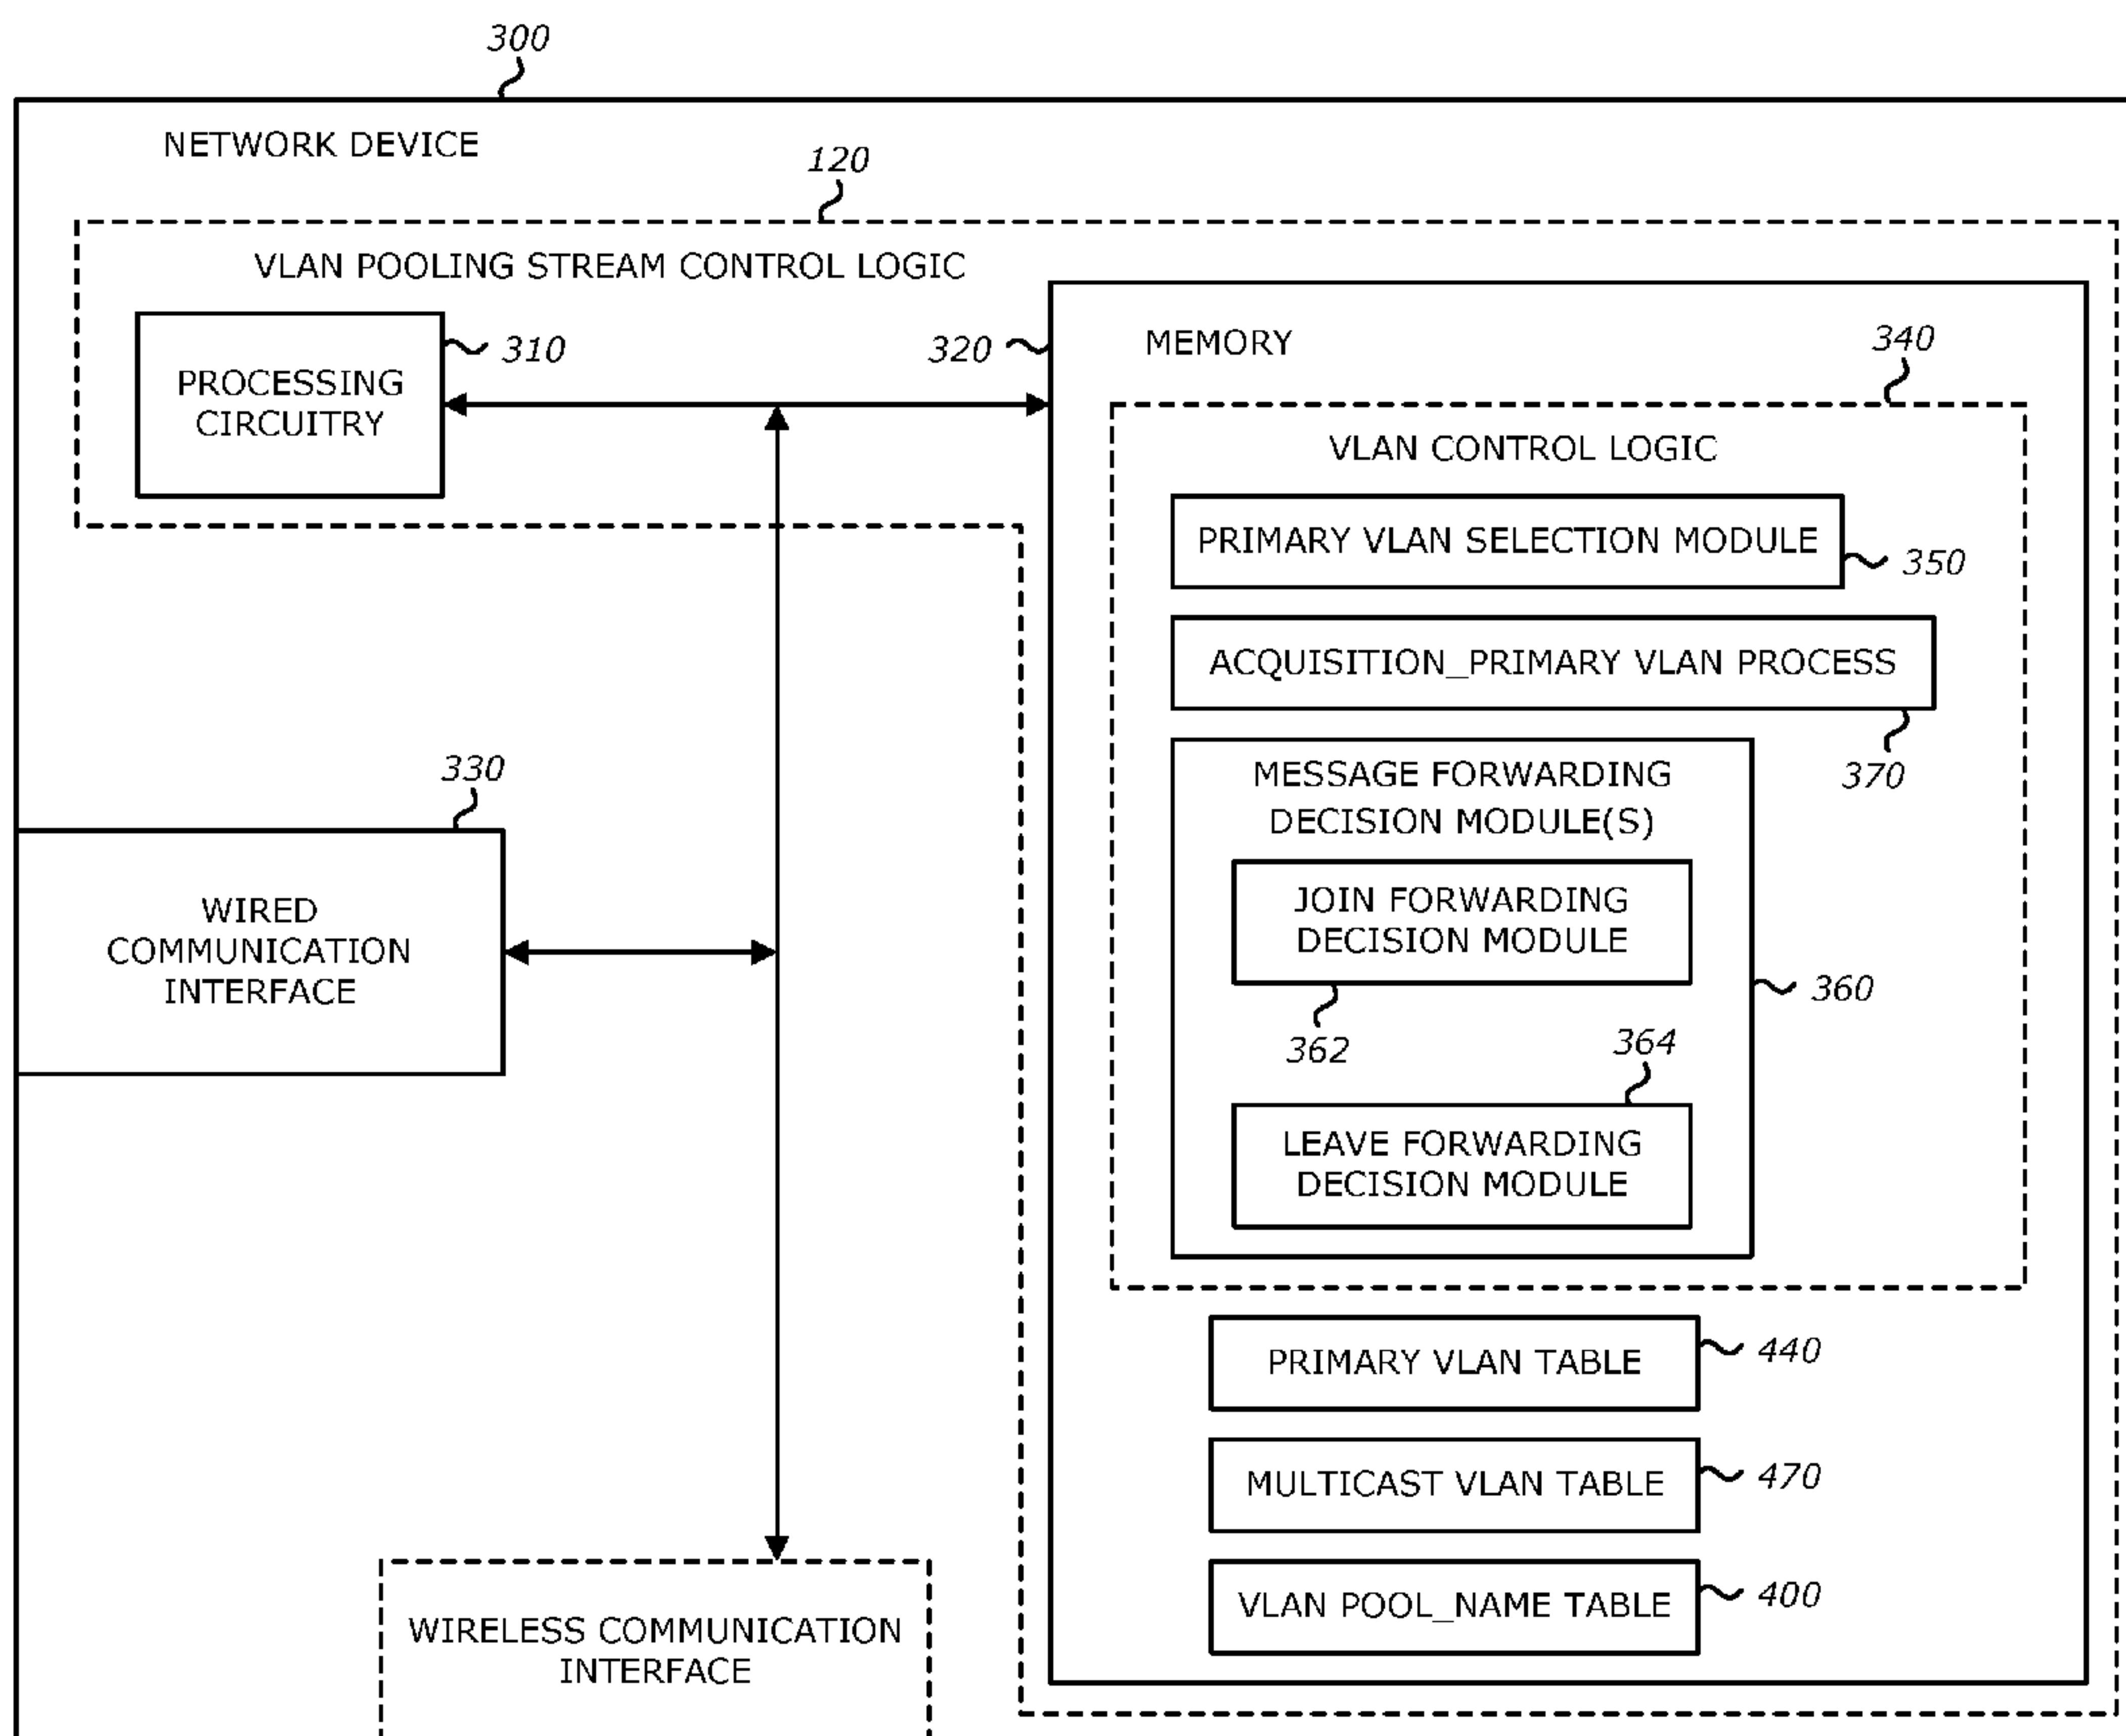 300
NETWORK DEVICE
120
VLAN POOLING STREAM CONTROL LOGIC
PROCESSING
CIRCUITRY
310
320
MEMORY
340
VLAN CONTROL LOGIC
PRIMARY VLAN SELECTION MODULE
350
ACQUISITION_PRIMARY VLAN PROCESS
370
MESSAGE FORWARDING
DECISION MODULE(S)
JOIN FORWARDING
DECISION MODULE
362
360
364
LEAVE FORWARDING
DECISION MODULE
330
WIRED
COMMUNICATION
INTERFACE
PRIMARY VLAN TABLE
440
MULTICAST VLAN TABLE
470
VLAN POOL_NAME TABLE
400
WIRELESS COMMUNICATION
INTERFACE